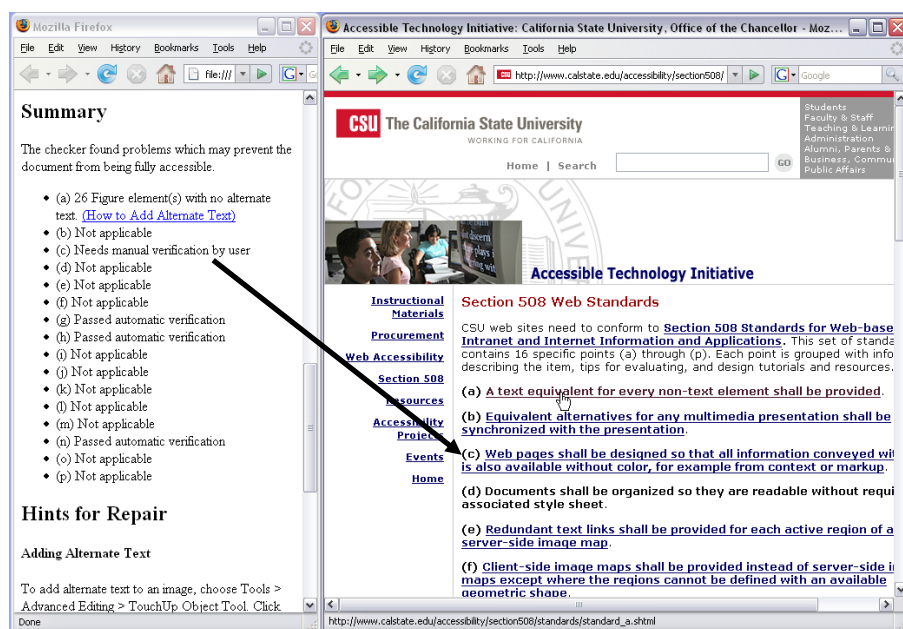 Mozilla Firefox
File Edit View History Bookmarks Tools Help
file:///
G
Summary
The checker found problems which may prevent the
document from being fully accessible.
(a) 26 Figure element(s) with no alternate
text. (How to Add Alternate Text)
(b) Not applicable
(c) Needs manual verification by user
(d) Not applicable
(e) Not applicable
(f) Not applicable
(g) Passed automatic verification
(h) Passed automatic verification
(i) Not applicable
(j) Not applicable
(k) Not applicable
(l) Not applicable
(m) Not applicable
(n) Passed automatic verification
(o) Not applicable
(p) Not applicable
Hints for Repair
Adding Alternate Text
To add alternate text to an image, choose Tools >
Advanced Editing > TouchUp Object Tool. Click
Done
Accessible Technology Initiative: California State University, Office of the Chancellor - Moz...
File Edit View History Bookmarks Tools Help
http://www.calstate.edu/accessibility/section508/
G Google
CSU The California State University
WORKING FOR CALIFORNIA
Home | Search
GO
Students
Faculty & Staff
Teaching & Learnin
Administration
Alumni, Parents &
Business, Commu
Public Affairs
Accessible Technology Initiative
Instructional
Materials
Procurement
Web Accessibility
Section 508
Resources
Accessibility
Projects
Events
Home
Section 508 Web Standards
CSU web sites need to conform to Section 508 Standards for Web-base
Intranet and Internet Information and Applications. This set of standa
contains 16 specific points (a) through (p). Each point is grouped with info
describing the item, tips for evaluating, and design tutorials and resources.
(a) A text equivalent for every non-text element shall be provided.
(b) Equivalent alternatives for any multimedia presentation shall be
synchronized with the presentation.
(c) Web pages shall be designed so that all information conveyed wit
is also available without color, for example from context or markup.
(d) Documents shall be organized so they are readable without requi
associated style sheet.
(e) Redundant text links shall be provided for each active region of a
server-side image map.
(f) Client-side image maps shall be provided instead of server-side i
maps except where the regions cannot be defined with an available
geometric shape.
http://www.calstate.edu/accessibility/section508/standards/standard_a.shtml